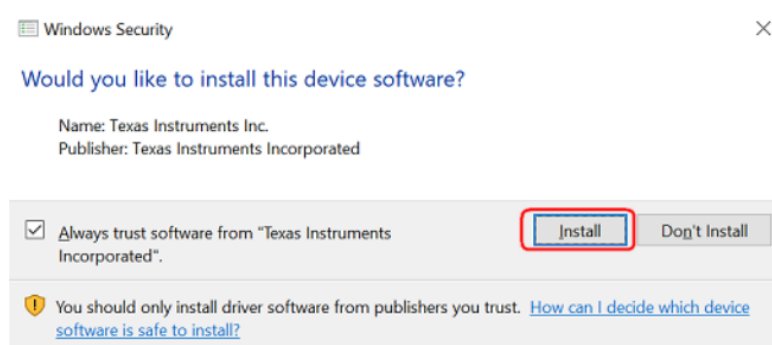 Windows Security
Would you like to install this device software?
Name: Texas Instruments Inc.
Publisher: Texas Instruments Incorporated
Always trust software from "Texas Instruments
Incorporated".
Install
Don't Install
You should only install driver software from publishers you trust. How can I decide which device
software is safe to install?